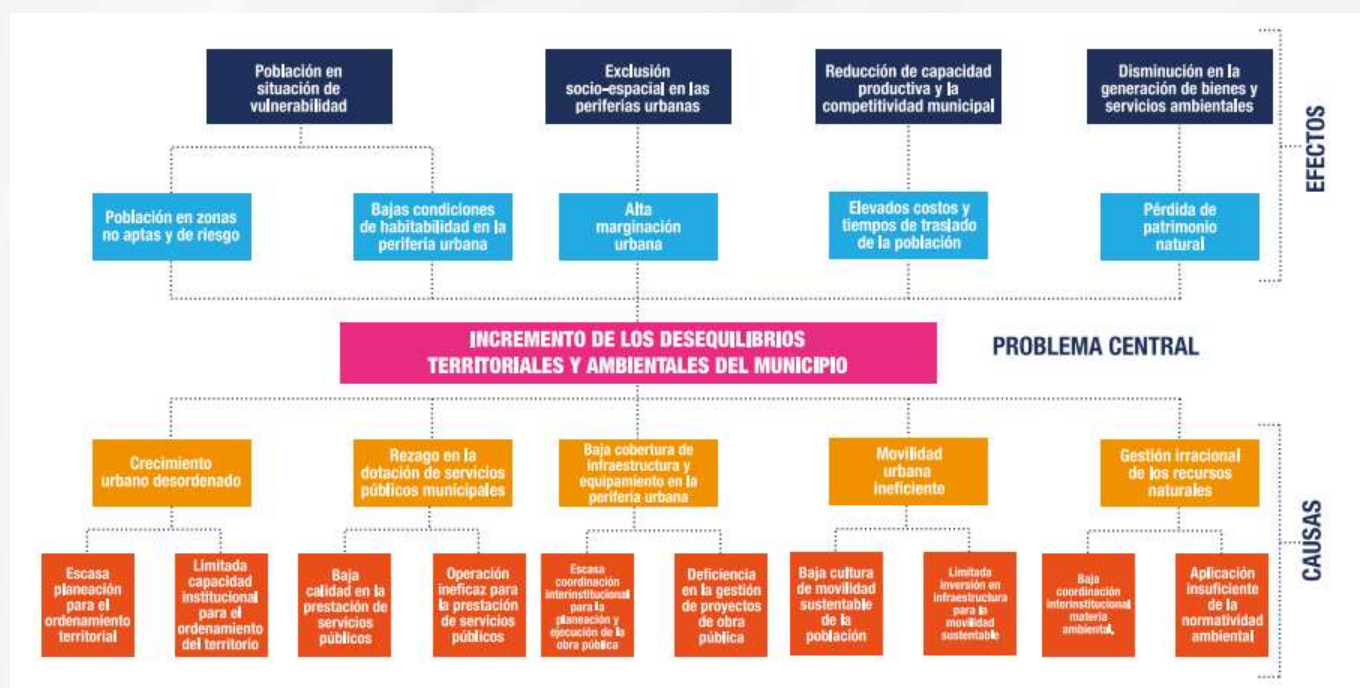 Población en
situación de
vulnerabilidad
Exclusión
socio-espacial en las
periferias urbanas
Reducción de capacidad
productiva y la
competitividad municipal
Disminución en la
generación de bienes y
servicios ambientales
EFECTOS
Población en zonas
no aptas y de riesgo
Bajas condiciones
de habitabilidad en la
periferia urbana
Alta
marginación
urbana
Elevados costos y
tiempos de traslado
de la población
Pérdida de
patrimonio
natural
INCREMENTO DE LOS DESEQUILIBRIOS
TERRITORIALES Y AMBIENTALES DEL MUNICIPIO
PROBLEMA CENTRAL
Crecimiento
urbano desordenado
Rezago en la
dotación de servicios
públicos municipales
Baja cobertura de
infraestructura y
equipamiento en la
periferia urbana
Movilidad
urbana
ineficiente
Gestión irracional
de los recursos
naturales
CAUSAS
Escasa
planeación
para el
ordenamiento
territorial
Limitada
capacidad
institucional
para el
ordenamiento
del territorio
Baja
calidad en la
prestación de
servicios
públicos
Operación
ineficaz para
la prestación
de servicios
públicos
Escasa
coordinación
interinstitucional
para la
planeación y
ejecución de la
obra pública
Deficiencia
en la gestión
de proyectos
de obra
pública
Baja cultura
de movilidad
sustentable
de la
población
Limitada
inversión en
infraestructura
para la
movilidad
sustentable
Baja
coordinación
interinstitucional
materia
ambiental,
Aplicación
insuficiente
de la
normatividad
ambiental